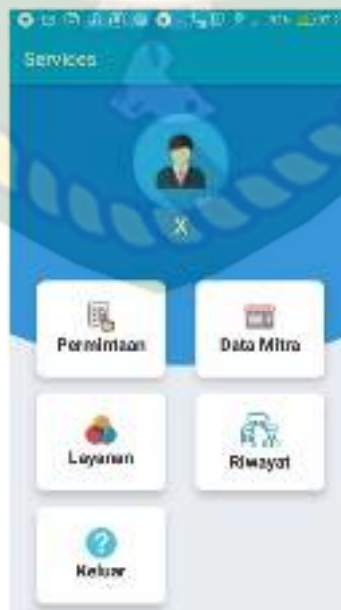 Services
X
Permintaan
Data Mitra
Layanan
Riwayat
Keluar